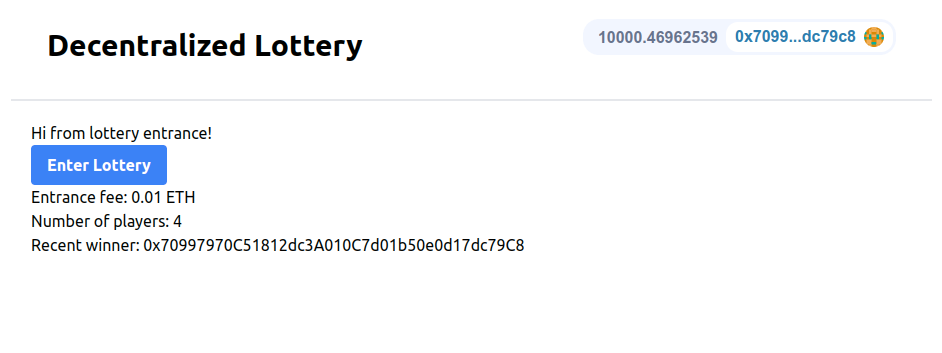 Decentralized Lottery
10000.46962539 0x7099...dc79c8
Hi from lottery entrance!
Enter Lottery
Entrance fee: 0.01 ETH
Number of players: 4
Recent winner: 0x70997970C51812dc3A010C7d01b50e0d17dc79C8